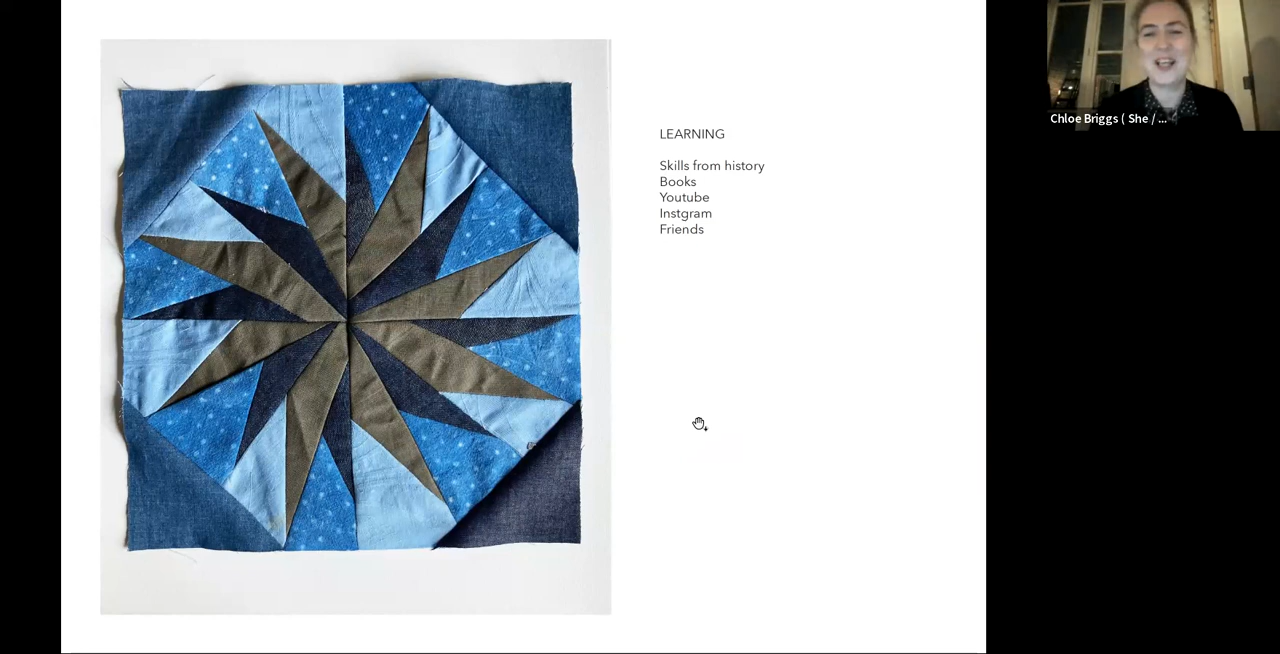 LEARNING
Skills from history
Books
Youtube
Instgram
Friends
Chloe Briggs ( She / ...